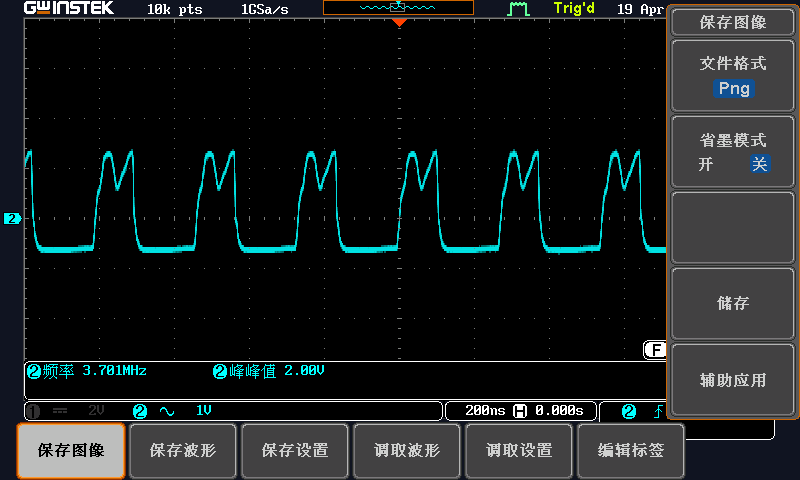 GWINSTEK 10k pts 1GSa/s Trig'd 19 Apr
保存图像
文件格式
Png
省墨模式
开 关
储存
辅助应用
2
F
2 频率 3.701MHz 2 峰峰值 2.00V
1 2V 2 1V 200ns H 0.000s 2
保存图像 保存波形 保存设置 调取波形 调取设置 编辑标签